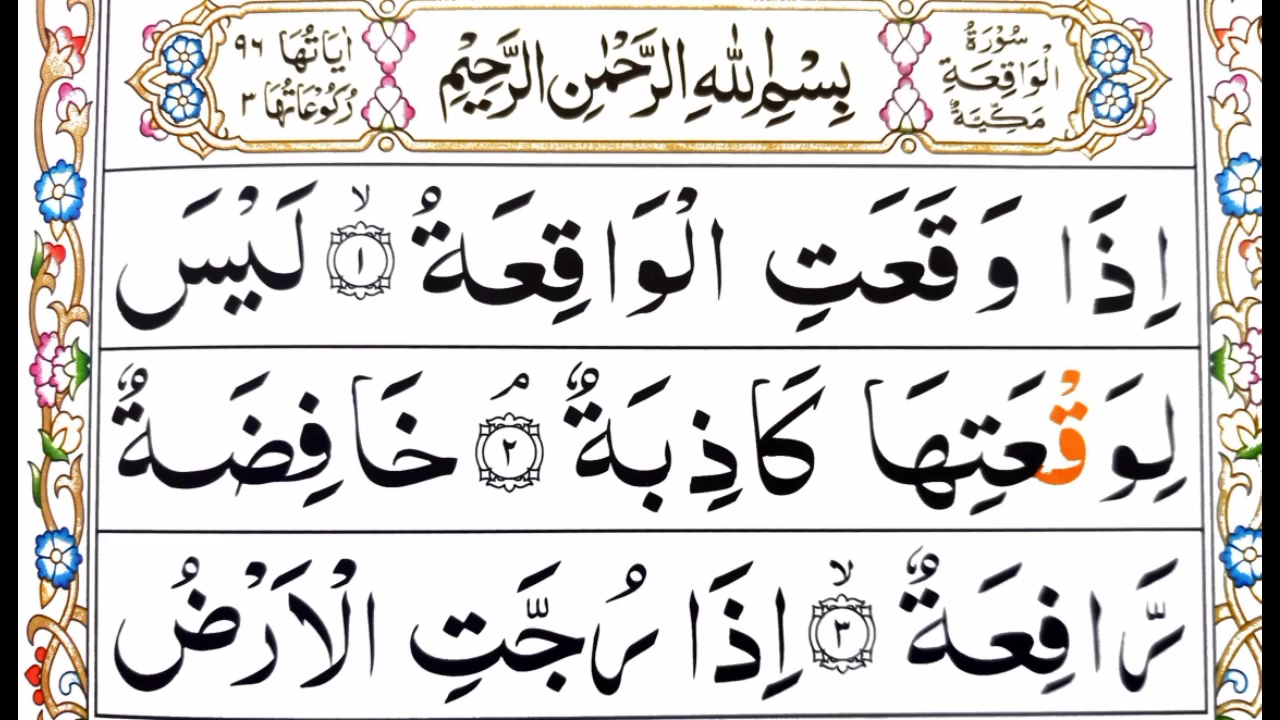 سُوْرَةُ
الْوَاقِعَةِ
مَكِّيَّةٌ
بِسْمِ اللّٰهِ الرَّحْمٰنِ الرَّحِيْمِ
اٰيَاتُهَا ٩٦
رُكُوْعَاتُهَا ٣
اِذَا وَقَعَتِ الْوَاقِعَةُ ۙ‏ ١ لَيْسَ
لِوَقْعَتِهَا كَاذِبَةٌ ۘ‏ ٢ خَافِضَةٌ
رَّافِعَةٌ ۙ‏ ٣ اِذَا رُجَّتِ الْاَرْضُ